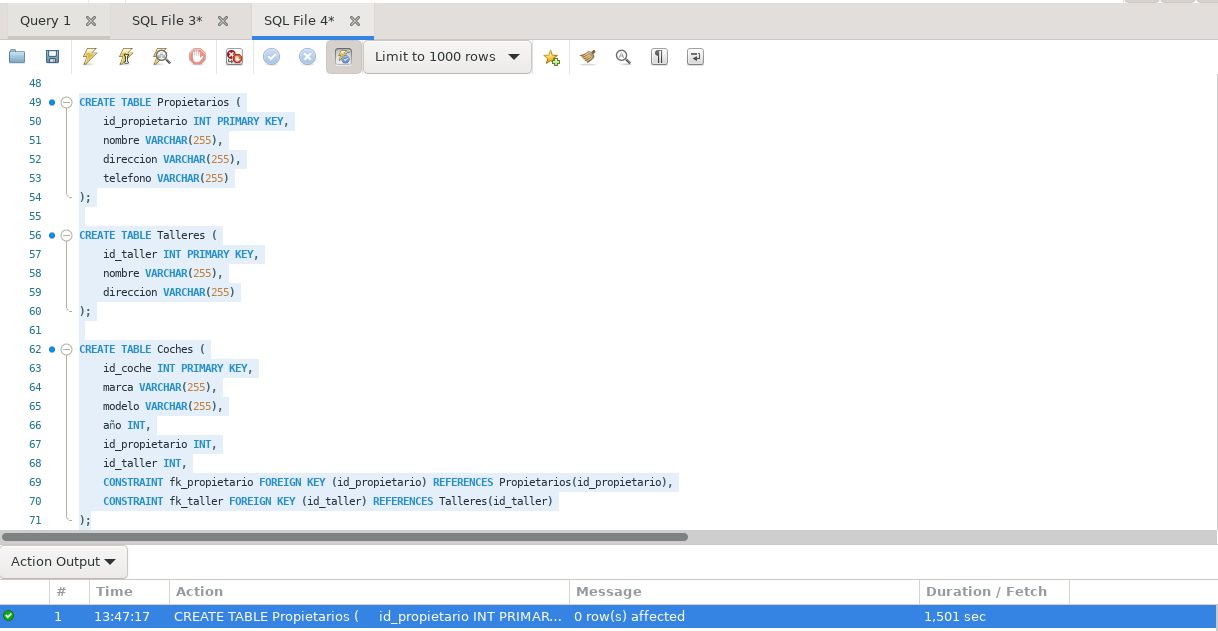 Query 1 SQL File 3* SQL File 4*
Limit to 1000 rows
48
49 CREATE TABLE Propietarios (
50 id_propietario INT PRIMARY KEY,
51 nombre VARCHAR(255),
52 direccion VARCHAR(255),
53 telefono VARCHAR(255)
54 );
55
56 CREATE TABLE Talleres (
57 id_taller INT PRIMARY KEY,
58 nombre VARCHAR(255),
59 direccion VARCHAR(255)
60 );
61
62 CREATE TABLE Coches (
63 id_coche INT PRIMARY KEY,
64 marca VARCHAR(255),
65 modelo VARCHAR(255),
66 año INT,
67 id_propietario INT,
68 id_taller INT,
69 CONSTRAINT fk_propietario FOREIGN KEY (id_propietario) REFERENCES Propietarios(id_propietario),
70 CONSTRAINT fk_taller FOREIGN KEY (id_taller) REFERENCES Talleres(id_taller)
71 );
Action Output
# Time Action Message Duration / Fetch
1 13:47:17 CREATE TABLE Propietarios ( id_propietario INT PRIMAR... 0 row(s) affected 1,501 sec